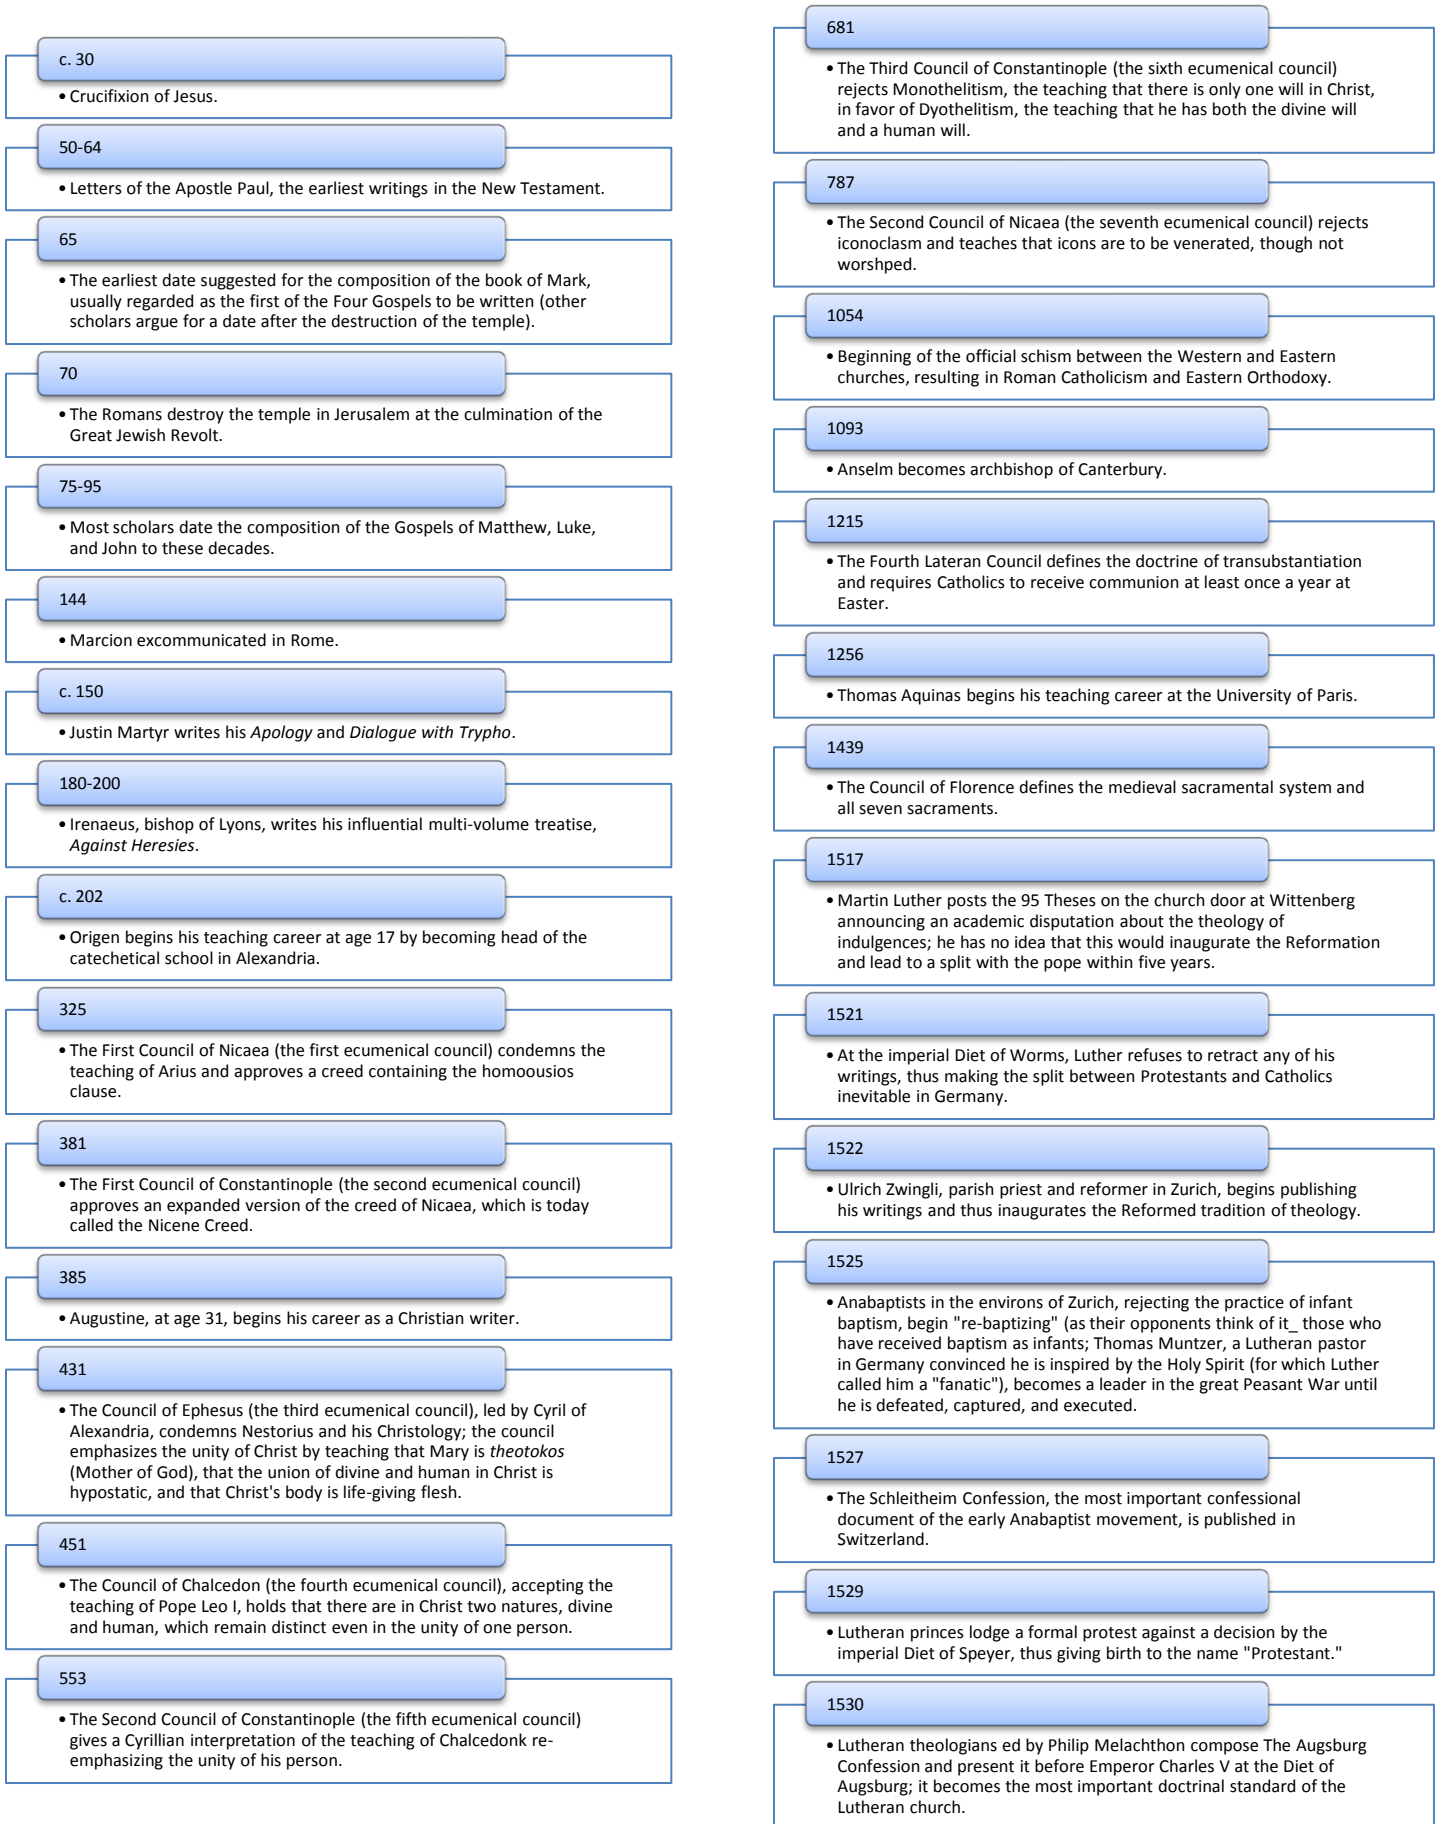 c. 30
• Crucifixion of Jesus.
50-64
• Letters of the Apostle Paul, the earliest writings in the New Testament.
65
• The earliest date suggested for the composition of the book of Mark,
usually regarded as the first of the Four Gospels to be written (other
scholars argue for a date after the destruction of the temple).
70
• The Romans destroy the temple in Jerusalem at the culmination of the
Great Jewish Revolt.
75-95
• Most scholars date the composition of the Gospels of Matthew, Luke,
and John to these decades.
144
• Marcion excommunicated in Rome.
c. 150
• Justin Martyr writes his Apology and Dialogue with Trypho.
180-200
• Irenaeus, bishop of Lyons, writes his influential multi-volume treatise,
Against Heresies.
c. 202
• Origen begins his teaching career at age 17 by becoming head of the
catechetical school in Alexandria.
325
• The First Council of Nicaea (the first ecumenical council) condemns the
teaching of Arius and approves a creed containing the homoousios
clause.
381
• The First Council of Constantinople (the second ecumenical council)
approves an expanded version of the creed of Nicaea, which is today
called the Nicene Creed.
385
• Augustine, at age 31, begins his career as a Christian writer.
431
• The Council of Ephesus (the third ecumenical council), led by Cyril of
Alexandria, condemns Nestorius and his Christology; the council
emphasizes the unity of Christ by teaching that Mary is theotokos
(Mother of God), that the union of divine and human in Christ is
hypostatic, and that Christ's body is life-giving flesh.
451
• The Council of Chalcedon (the fourth ecumenical council), accepting the
teaching of Pope Leo I, holds that there are in Christ two natures, divine
and human, which remain distinct even in the unity of one person.
553
• The Second Council of Constantinople (the fifth ecumenical council)
gives a Cyrillian interpretation of the teaching of Chalcedonk re-
emphasizing the unity of his person.
681
• The Third Council of Constantinople (the sixth ecumenical council)
rejects Monothelitism, the teaching that there is only one will in Christ,
in favor of Dyothelitism, the teaching that he has both the divine will
and a human will.
787
• The Second Council of Nicaea (the seventh ecumenical council) rejects
iconoclasm and teaches that icons are to be venerated, though not
worshped.
1054
• Beginning of the official schism between the Western and Eastern
churches, resulting in Roman Catholicism and Eastern Orthodoxy.
1093
• Anselm becomes archbishop of Canterbury.
1215
• The Fourth Lateran Council defines the doctrine of transubstantiation
and requires Catholics to receive communion at least once a year at
Easter.
1256
• Thomas Aquinas begins his teaching career at the University of Paris.
1439
• The Council of Florence defines the medieval sacramental system and
all seven sacraments.
1517
• Martin Luther posts the 95 Theses on the church door at Wittenberg
announcing an academic disputation about the theology of
indulgences; he has no idea that this would inaugurate the Reformation
and lead to a split with the pope within five years.
1521
• At the imperial Diet of Worms, Luther refuses to retract any of his
writings, thus making the split between Protestants and Catholics
inevitable in Germany.
1522
• Ulrich Zwingli, parish priest and reformer in Zurich, begins publishing
his writings and thus inaugurates the Reformed tradition of theology.
1525
• Anabaptists in the environs of Zurich, rejecting the practice of infant
baptism, begin "re-baptizing" (as their opponents think of it_ those who
have received baptism as infants; Thomas Muntzer, a Lutheran pastor
in Germany convinced he is inspired by the Holy Spirit (for which Luther
called him a "fanatic"), becomes a leader in the great Peasant War until
he is defeated, captured, and executed.
1527
• The Schleitheim Confession, the most important confessional
document of the early Anabaptist movement, is published in
Switzerland.
1529
• Lutheran princes lodge a formal protest against a decision by the
imperial Diet of Speyer, thus giving birth to the name "Protestant."
1530
• Lutheran theologians ed by Philip Melachthon compose The Augsburg
Confession and present it before Emperor Charles V at the Diet of
Augsburg; it becomes the most important doctrinal standard of the
Lutheran church.